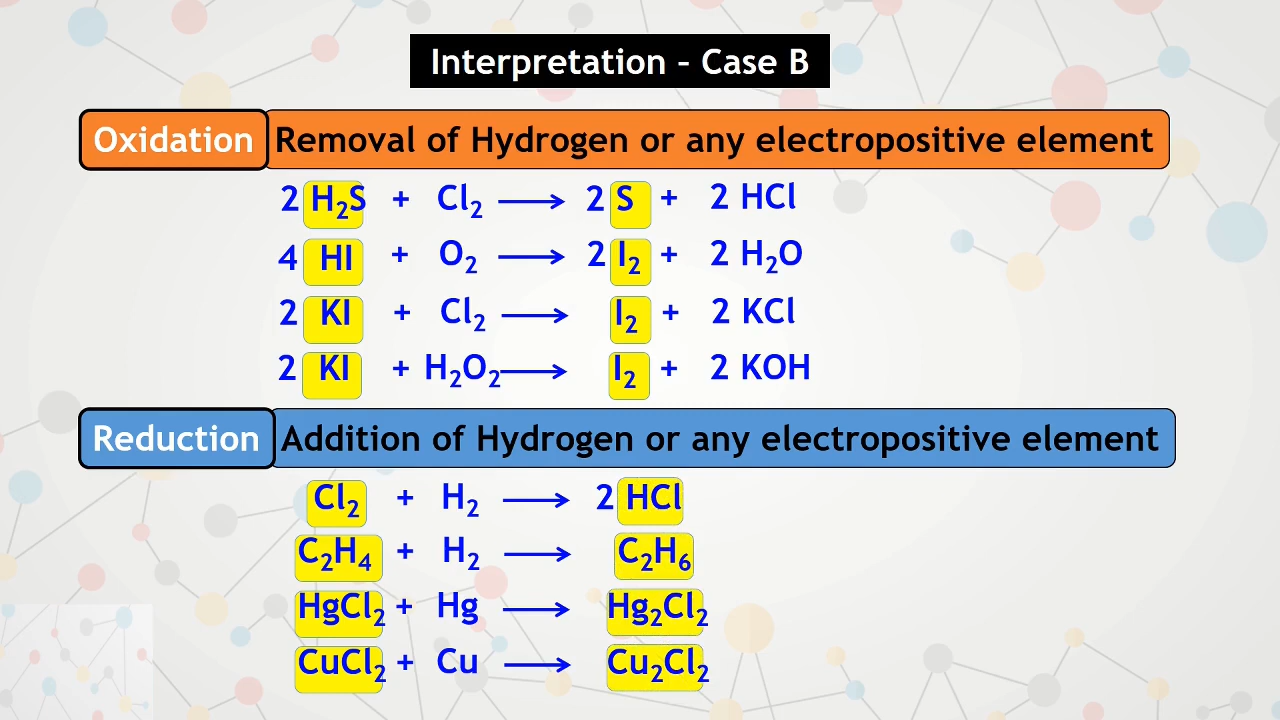 Interpretation – Case B
Oxidation Removal of Hydrogen or any electropositive element
2 H₂S + Cl₂ ⟶ 2 S + 2 HCl
4 HI + O₂ ⟶ 2 I₂ + 2 H₂O
2 KI + Cl₂ ⟶ I₂ + 2 KCl
2 KI + H₂O₂ ⟶ I₂ + 2 KOH
Reduction Addition of Hydrogen or any electropositive element
Cl₂ + H₂ ⟶ 2 HCl
C₂H₄ + H₂ ⟶ C₂H₆
HgCl₂ + Hg ⟶ Hg₂Cl₂
CuCl₂ + Cu ⟶ Cu₂Cl₂